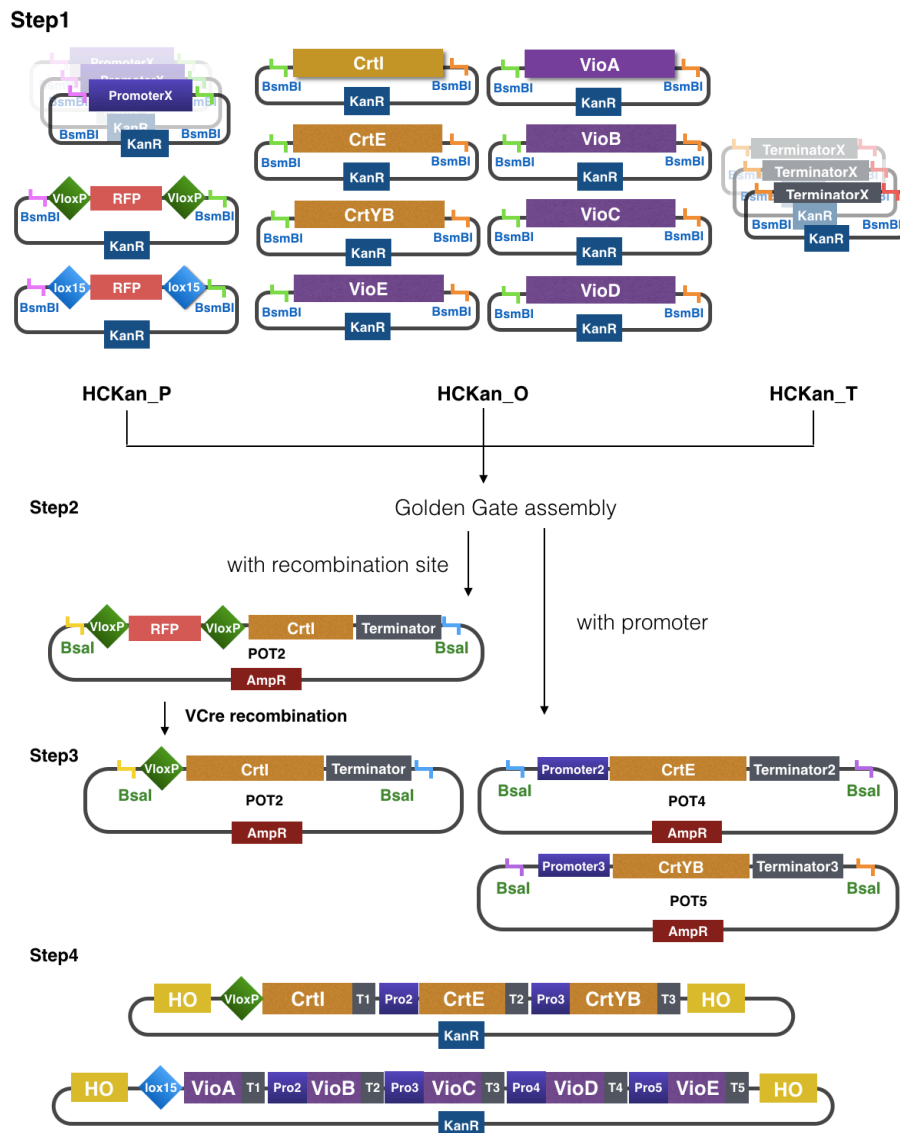 Step1
PromoterX
PromoterX
PromoterX
BsmBI
BsmBI
KanR
KanR
VloxP
RFP
VloxP
BsmBI
BsmBI
KanR
lox15
RFP
lox15
BsmBI
BsmBI
KanR
CrtI
BsmBI
BsmBI
KanR
CrtE
BsmBI
BsmBI
KanR
CrtYB
BsmBI
BsmBI
KanR
VioE
BsmBI
BsmBI
KanR
VioA
BsmBI
BsmBI
KanR
VioB
BsmBI
BsmBI
KanR
VioC
BsmBI
BsmBI
KanR
VioD
BsmBI
BsmBI
KanR
TerminatorX
TerminatorX
TerminatorX
BsmBI
BsmBI
KanR
KanR
HCKan_P
HCKan_O
HCKan_T
Step2
Golden Gate assembly
with recombination site
with promoter
VloxP
RFP
VloxP
CrtI
Terminator
BsaI
BsaI
POT2
AmpR
VCre recombination
Step3
VloxP
CrtI
Terminator
BsaI
BsaI
POT2
AmpR
Promoter2
CrtE
Terminator2
BsaI
BsaI
POT4
AmpR
Promoter3
CrtYB
Terminator3
BsaI
BsaI
POT5
AmpR
Step4
HO
VloxP
CrtI
T1
Pro2
CrtE
T2
Pro3
CrtYB
T3
HO
KanR
HO
lox15
VioA
T1
Pro2
VioB
T2
Pro3
VioC
T3
Pro4
VioD
T4
Pro5
VioE
T5
HO
KanR